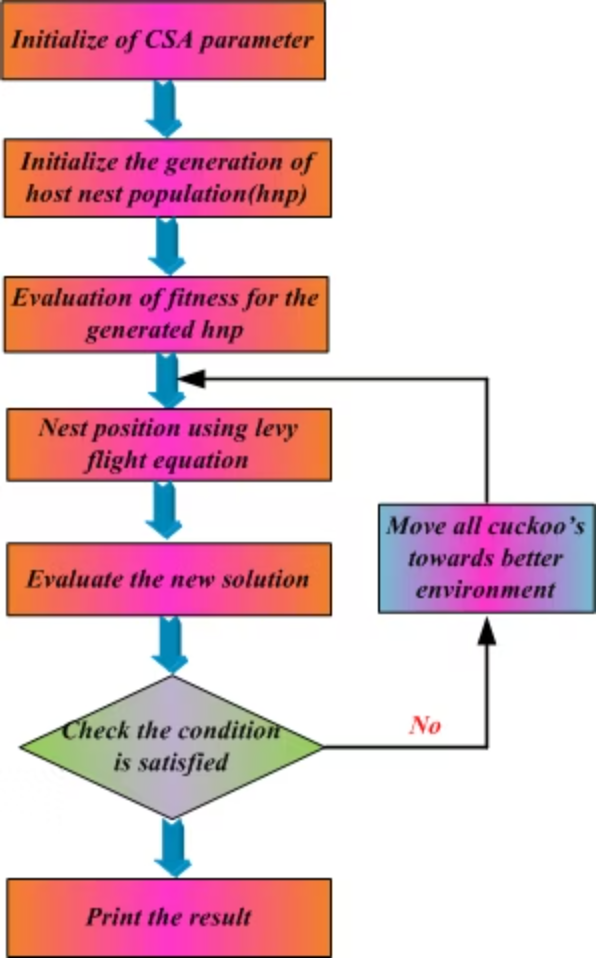 Initialize of CSA parameter
Initialize the generation of
host nest population(hnp)
Evaluation of fitness for the
generated hnp
Nest position using levy
flight equation
Evaluate the new solution
Move all cuckoo's
towards better
environment
Check the condition
is satisfied
No
Print the result